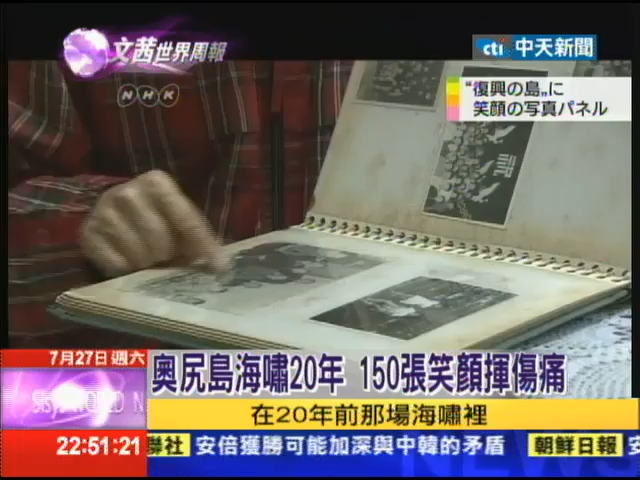 文茜世界周報
cti 中天新聞
NHK
"復興の島„に
笑顔の写真パネル
7月27日 週六
奧尻島海嘯20年 150張笑顏揮傷痛
在20年前那場海嘯裡
22:51:21
聯社 安倍獲勝可能加深與中韓的矛盾 朝鮮日報 安